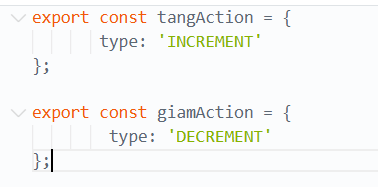 export const tangAction = {
type: 'INCREMENT'
};
export const giamAction = {
type: 'DECREMENT'
};